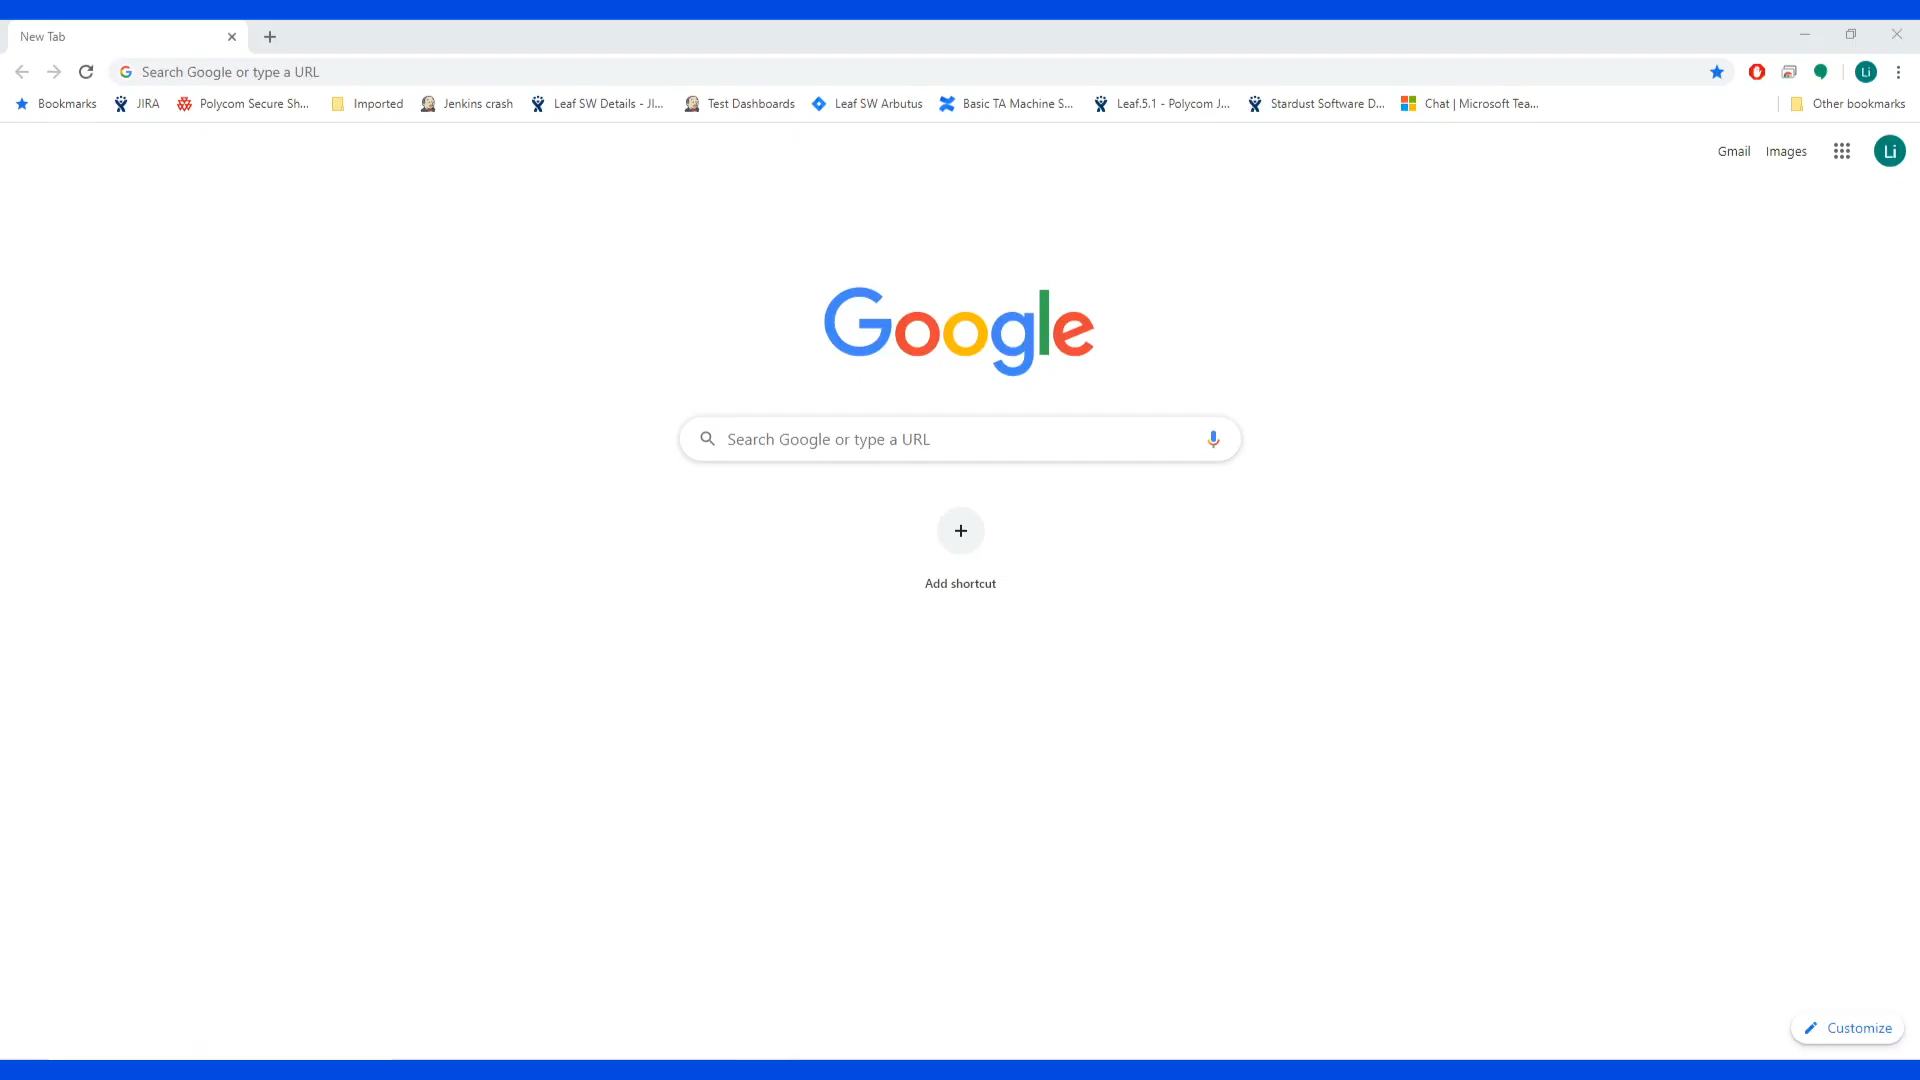 New Tab
Search Google or type a URL
Li
Bookmarks JIRA Polycom Secure Sh... Imported Jenkins crash Leaf SW Details - JI... Test Dashboards Leaf SW Arbutus Basic TA Machine S... Leaf.5.1 - Polycom J... Stardust Software D... Chat | Microsoft Tea... Other bookmarks
Gmail Images Li
Google
Search Google or type a URL
Add shortcut
Customize